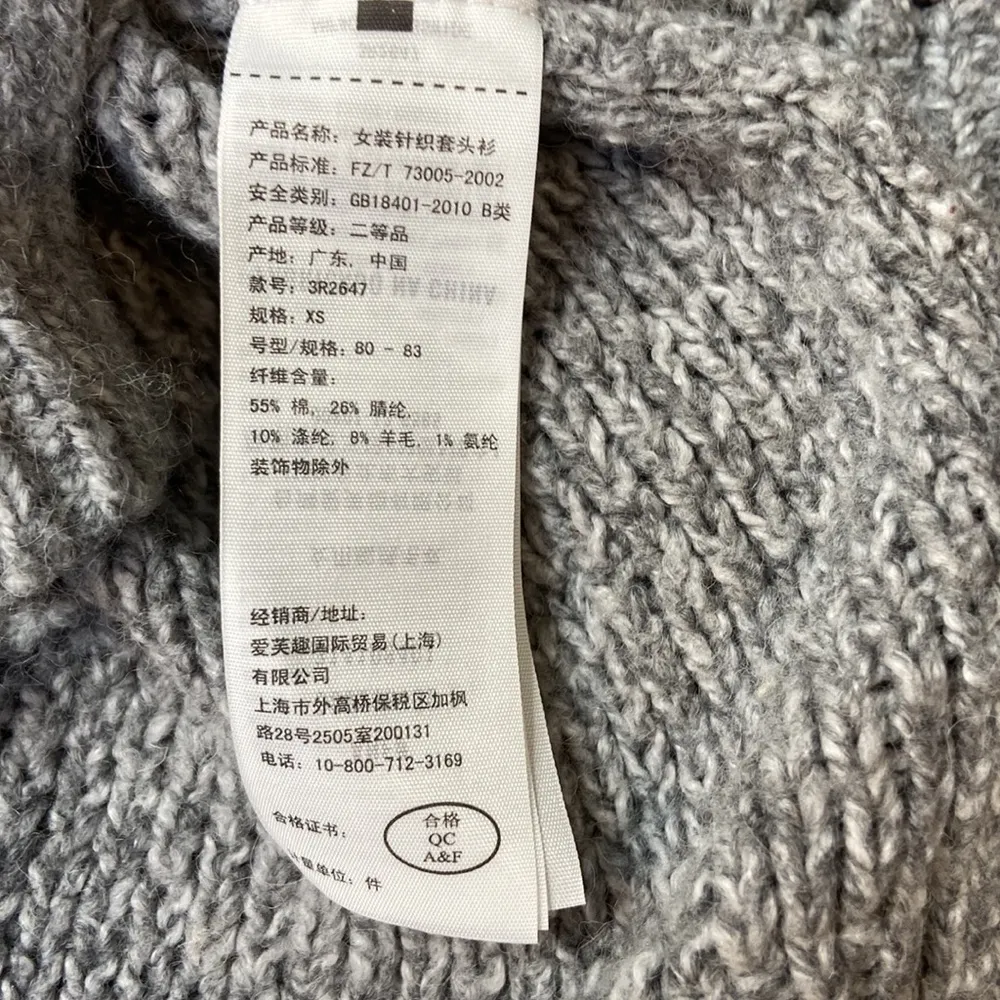 产品名称: 女装针织套头衫
产品标准: FZ/T 73005-2002
安全类别: GB18401-2010 B类
产品等级: 二等品
产地: 广东, 中国
款号: 3R2647
规格: XS
号型/规格: 80 - 83
纤维含量:
55% 棉, 26% 腈纶,
10% 涤纶, 8% 羊毛, 1% 氨纶
装饰物除外
经销商/地址:
爱芙趣国际贸易(上海)
有限公司
上海市外高桥保税区加枫
路28号2505室200131
电话: 10-800-712-3169
合格证书:
合格
QC
A&F
量单位: 件